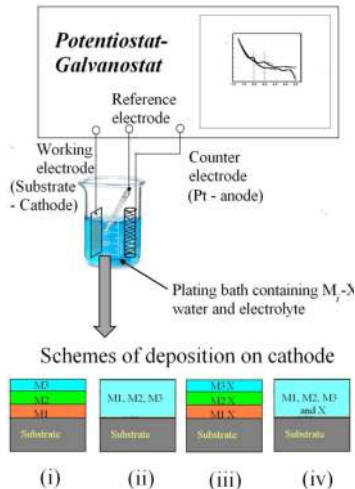 Potentiostat-
Galvanostat
Reference
electrode
Working
electrode
(Substrate
- Cathode)
Counter
electrode
(Pt - anode)
Plating bath containing Mi-X
water and electrolyte
Schemes of deposition on cathode
M3
M2
M1
Substrate
M1, M2, M3
Substrate
M3 X
M2 X
M1 X
Substrate
M1, M2, M3
and X
Substrate
(i)
(ii)
(iii)
(iv)